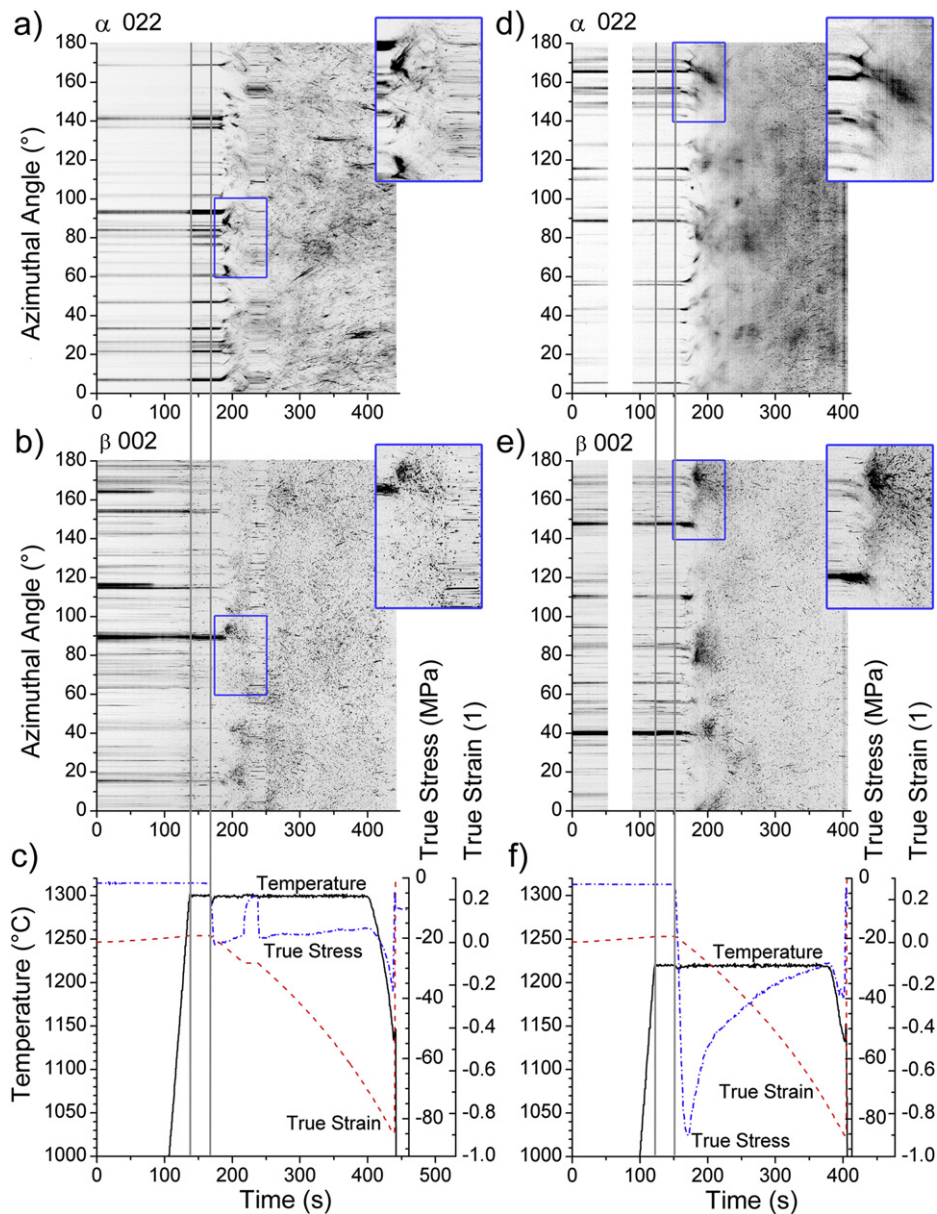 a)
α 022
180
160
140
120
100
80
60
40
20
0
Azimuthal Angle (°)
0 100 200 300 400
d)
α 022
180
160
140
120
100
80
60
40
20
0
0 100 200 300 400
b)
β 002
180
160
140
120
100
80
60
40
20
0
Azimuthal Angle (°)
0 100 200 300 400
True Stress (MPa)
True Strain (1)
e)
β 002
180
160
140
120
100
80
60
40
20
0
0 100 200 300 400
True Stress (MPa)
True Strain (1)
c)
1300
1250
1200
1150
1100
1050
1000
Temperature (°C)
Temperature
True Stress
True Strain
0
-20
-40
-60
-80
0.2
0.0
-0.2
-0.4
-0.6
-0.8
-1.0
0 100 200 300 400 500
Time (s)
f)
1300
1250
1200
1150
1100
1050
1000
Temperature
True Strain
True Stress
0
-20
-40
-60
-80
0.2
0.0
0.2
-0.4
-0.6
-0.8
-1.0
0 100 200 300 400
Time (s)